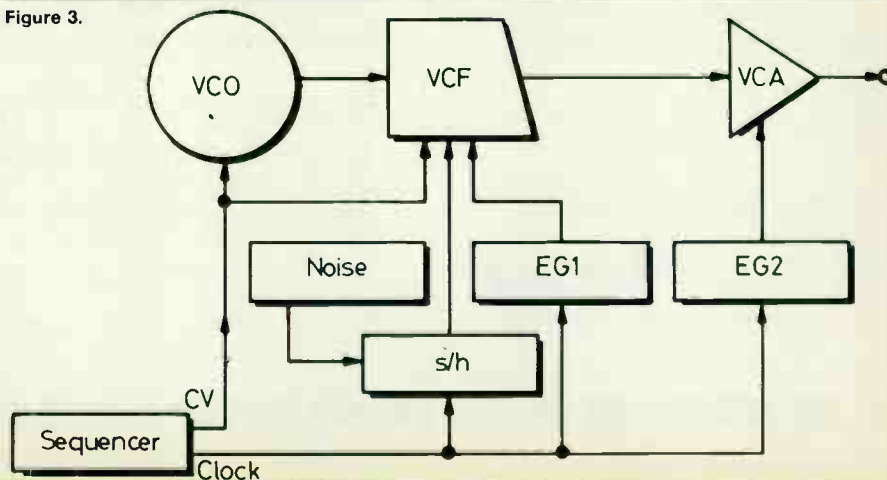 Figure 3.
VCO
VCF
VCA
Noise
EG1
EG2
s/h
CV
Sequencer
Clock